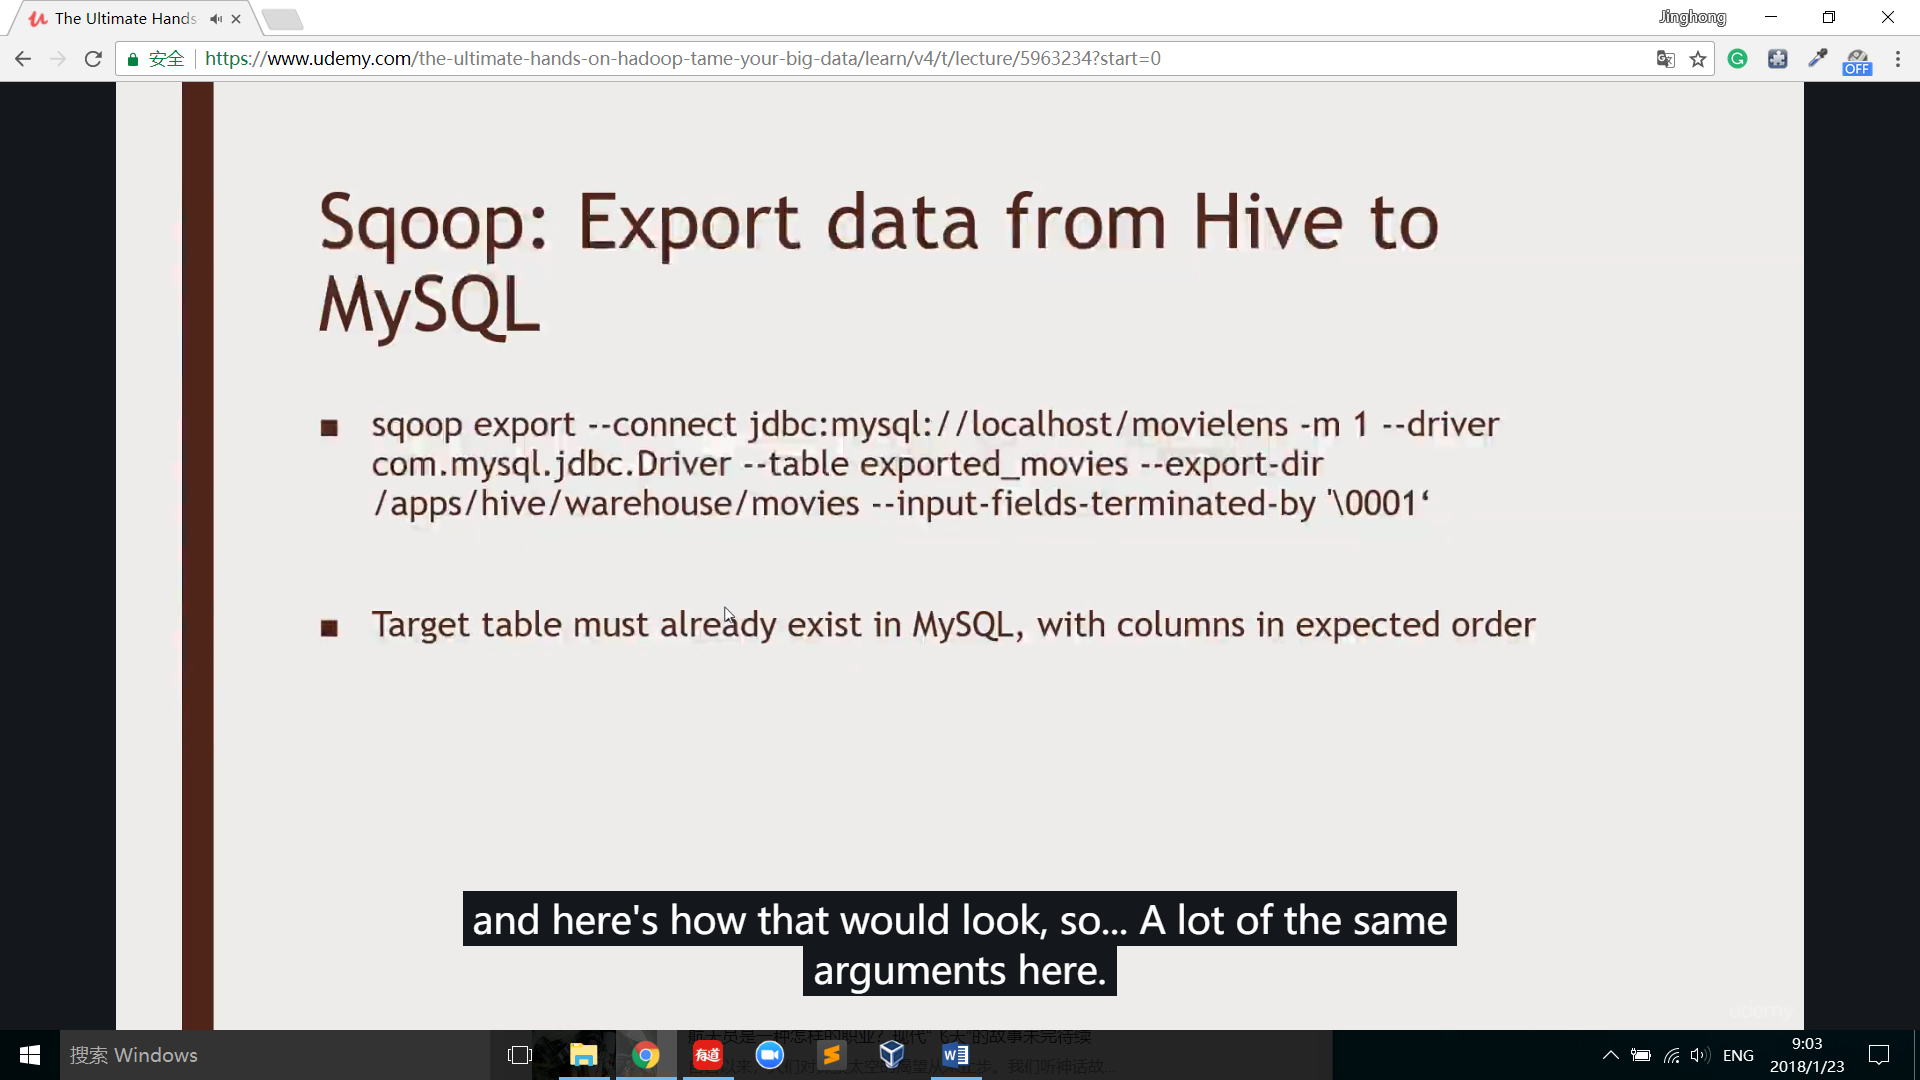 The Ultimate Hands
Jinghong
安全
https://www.udemy.com/the-ultimate-hands-on-hadoop-tame-your-big-data/learn/v4/t/lecture/5963234?start=0
OFF
Sqoop: Export data from Hive to
MySQL
sqoop export --connect jdbc:mysql://localhost/movielens -m 1 --driver
com.mysql.jdbc.Driver --table exported_movies --export-dir
/apps/hive/warehouse/movies --input-fields-terminated-by '\0001‘
Target table must already exist in MySQL, with columns in expected order
and here's how that would look, so... A lot of the same
arguments here.
udemy
搜索 Windows
有道
ENG
9:03
2018/1/23